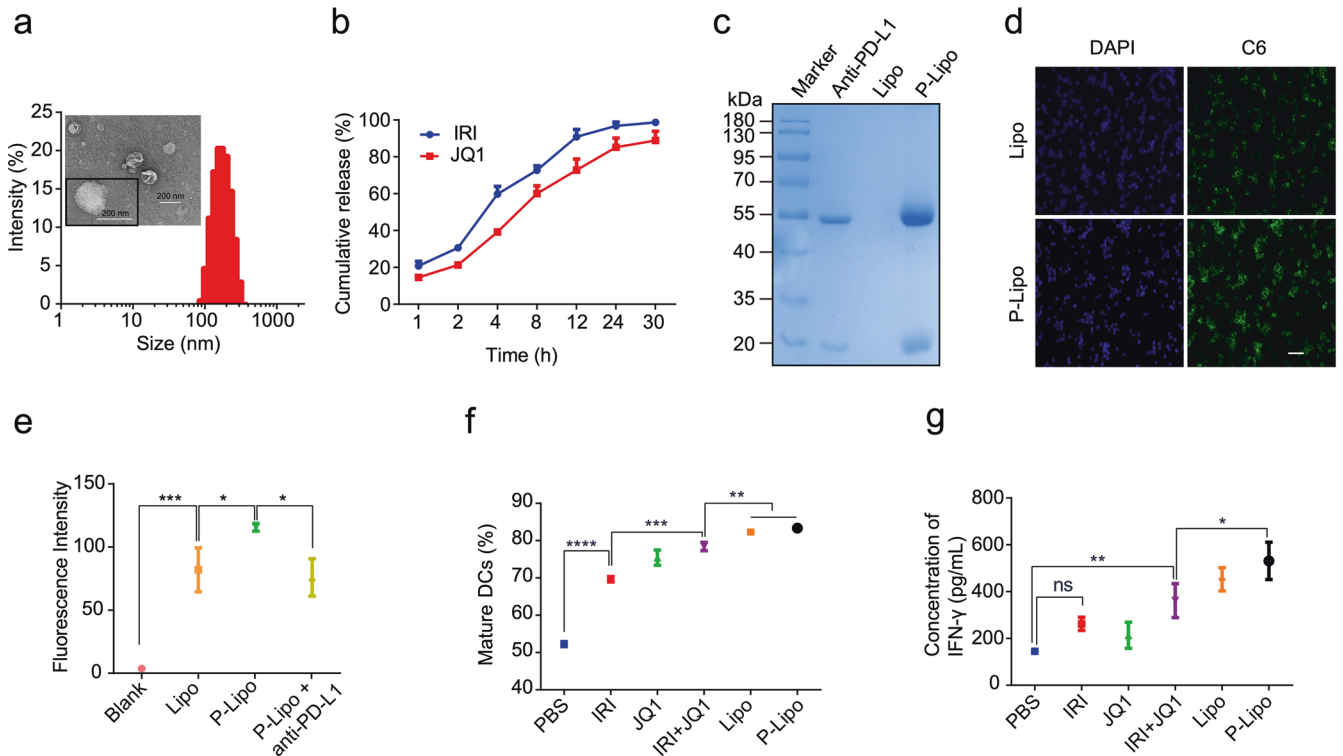 a
25
20
15
10
5
0
Intensity (%)
200 nm
200 nm
1
10
100
1000
Size (nm)
b
100
80
60
40
20
0
Cumulative release (%)
IRI
JQ1
1
2
4
8
12
24
30
Time (h)
c
Marker
Anti-PD-L1
Lipo
P-Lipo
kDa
180
130
95
70
55
40
35
20
d
DAPI
C6
Lipo
P-Lipo
e
150
100
50
0
Fluorescence Intensity
***
*
*
Blank
Lipo
P-Lipo
P-Lipo +
anti-PD-L1
f
90
80
70
60
50
40
Mature DCs (%)
****
***
**
PBS
IRI
JQ1
IRI+JQ1
Lipo
P-Lipo
g
800
600
400
200
0
Concentration of
IFN-γ (pg/mL)
ns
**
*
PBS
IRI
JQ1
IRI+JQ1
Lipo
P-Lipo